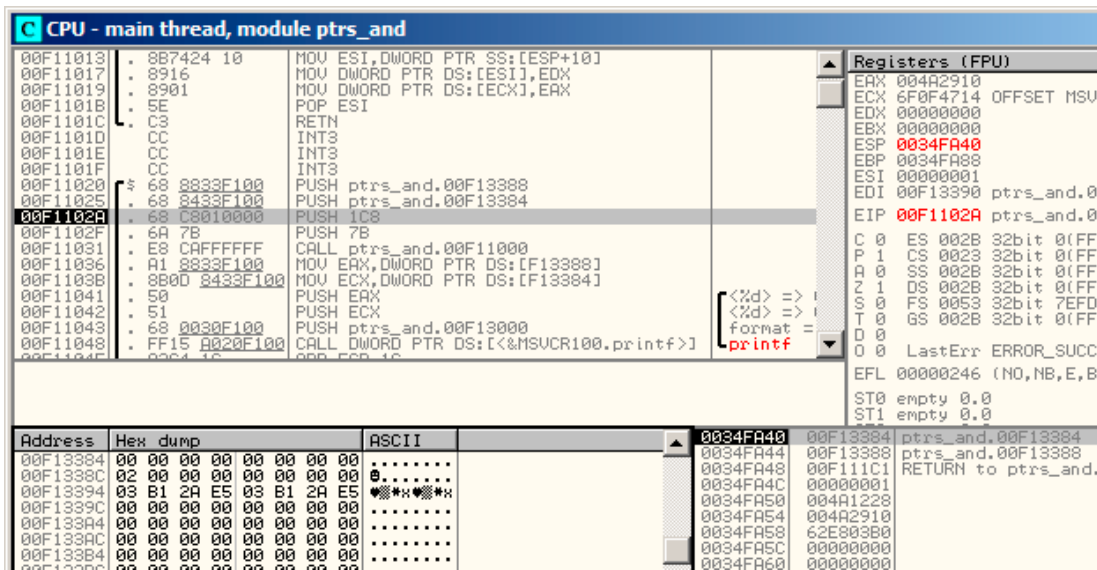 C CPU - main thread, module ptrs_and
00F11013 . 8B7424 10 MOV ESI,DWORD PTR SS:[ESP+10]
00F11017 . 8916 MOV DWORD PTR DS:[ESI],EDX
00F11019 . 8901 MOV DWORD PTR DS:[ECX],EAX
00F1101B . 5E POP ESI
00F1101C . C3 RETN
00F1101D CC INT3
00F1101E CC INT3
00F1101F CC INT3
00F11020 $ 68 8833F100 PUSH ptrs_and.00F13388
00F11025 . 68 8433F100 PUSH ptrs_and.00F13384
00F1102A . 68 C8010000 PUSH 1C8
00F1102F . 6A 7B PUSH 7B
00F11031 . E8 CAFFFFFF CALL ptrs_and.00F11000
00F11036 . A1 8833F100 MOV EAX,DWORD PTR DS:[F13388]
00F1103B . 8B0D 8433F100 MOV ECX,DWORD PTR DS:[F13384]
00F11041 . 50 PUSH EAX <%d> =>
00F11042 . 51 PUSH ECX <%d> =>
00F11043 . 68 0030F100 PUSH ptrs_and.00F13000 format =
00F11048 . FF15 A020F100 CALL DWORD PTR DS:[<&MSVCR100.printf>] printf
Registers (FPU)
EAX 004A2910
ECX 6F0F4714 OFFSET MSV
EDX 00000000
EBX 00000000
ESP 0034FA40
EBP 0034FA88
ESI 00000001
EDI 00F13390 ptrs_and.0
EIP 00F1102A ptrs_and.0
C 0 ES 002B 32bit 0(FF
P 1 CS 0023 32bit 0(FF
A 0 SS 002B 32bit 0(FF
Z 1 DS 002B 32bit 0(FF
S 0 FS 0053 32bit 7EFD
T 0 GS 002B 32bit 0(FF
D 0
O 0 LastErr ERROR_SUCC
EFL 00000246 (NO,NB,E,B
ST0 empty 0.0
ST1 empty 0.0
Address Hex dump ASCII
00F13384 00 00 00 00 00 00 00 00 ........
00F1338C 02 00 00 00 00 00 00 00 ☻.......
00F13394 03 B1 2A E5 03 B1 2A E5 ♥▒*x♥▒*x
00F1339C 00 00 00 00 00 00 00 00 ........
00F133A4 00 00 00 00 00 00 00 00 ........
00F133AC 00 00 00 00 00 00 00 00 ........
00F133B4 00 00 00 00 00 00 00 00 ........
0034FA40 00F13384 ptrs_and.00F13384
0034FA44 00F13388 ptrs_and.00F13388
0034FA48 00F111C1 RETURN to ptrs_and.
0034FA4C 00000001
0034FA50 004A1228
0034FA54 004A2910
0034FA58 62E803B0
0034FA5C 00000000
0034FA60 00000000